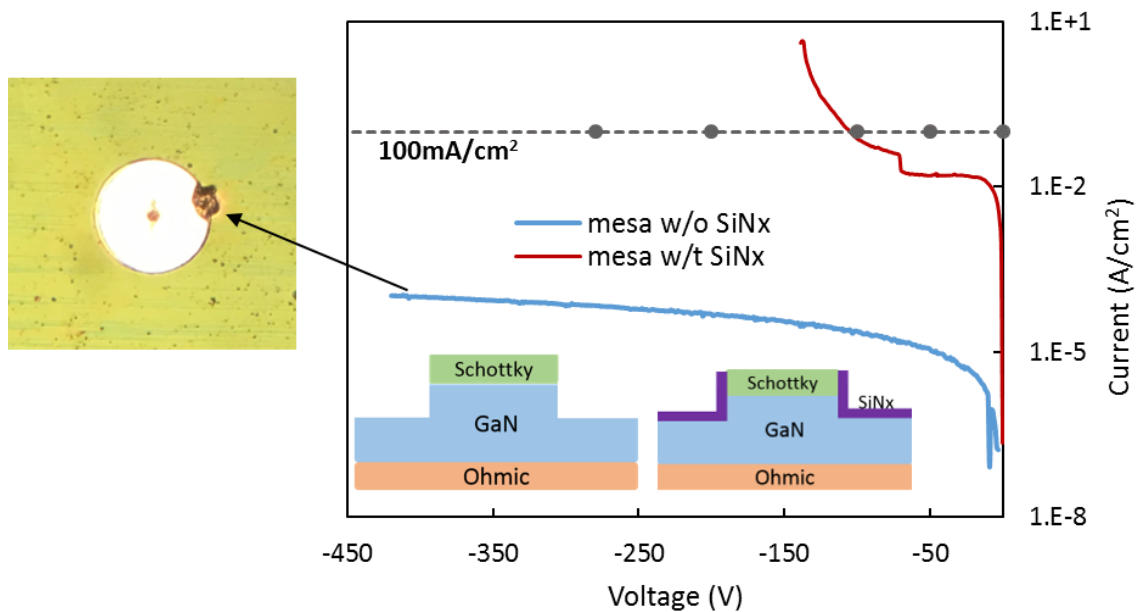 1.E+1
100mA/cm²
1.E-2
mesa w/o SiNx
mesa w/t SiNx
Current (A/cm²)
1.E-5
Schottky
GaN
Ohmic
Schottky
SiNx
GaN
Ohmic
1.E-8
-450 -350 -250 -150 -50
Voltage (V)